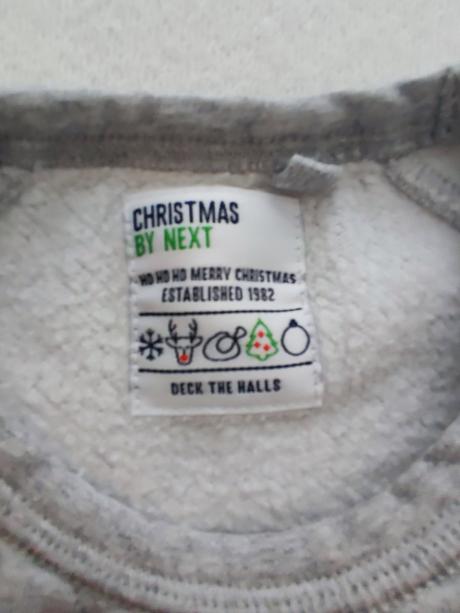 CHRISTMAS
BY NEXT
HO HO HO MERRY CHRISTMAS
ESTABLISHED 1982
DECK THE HALLS